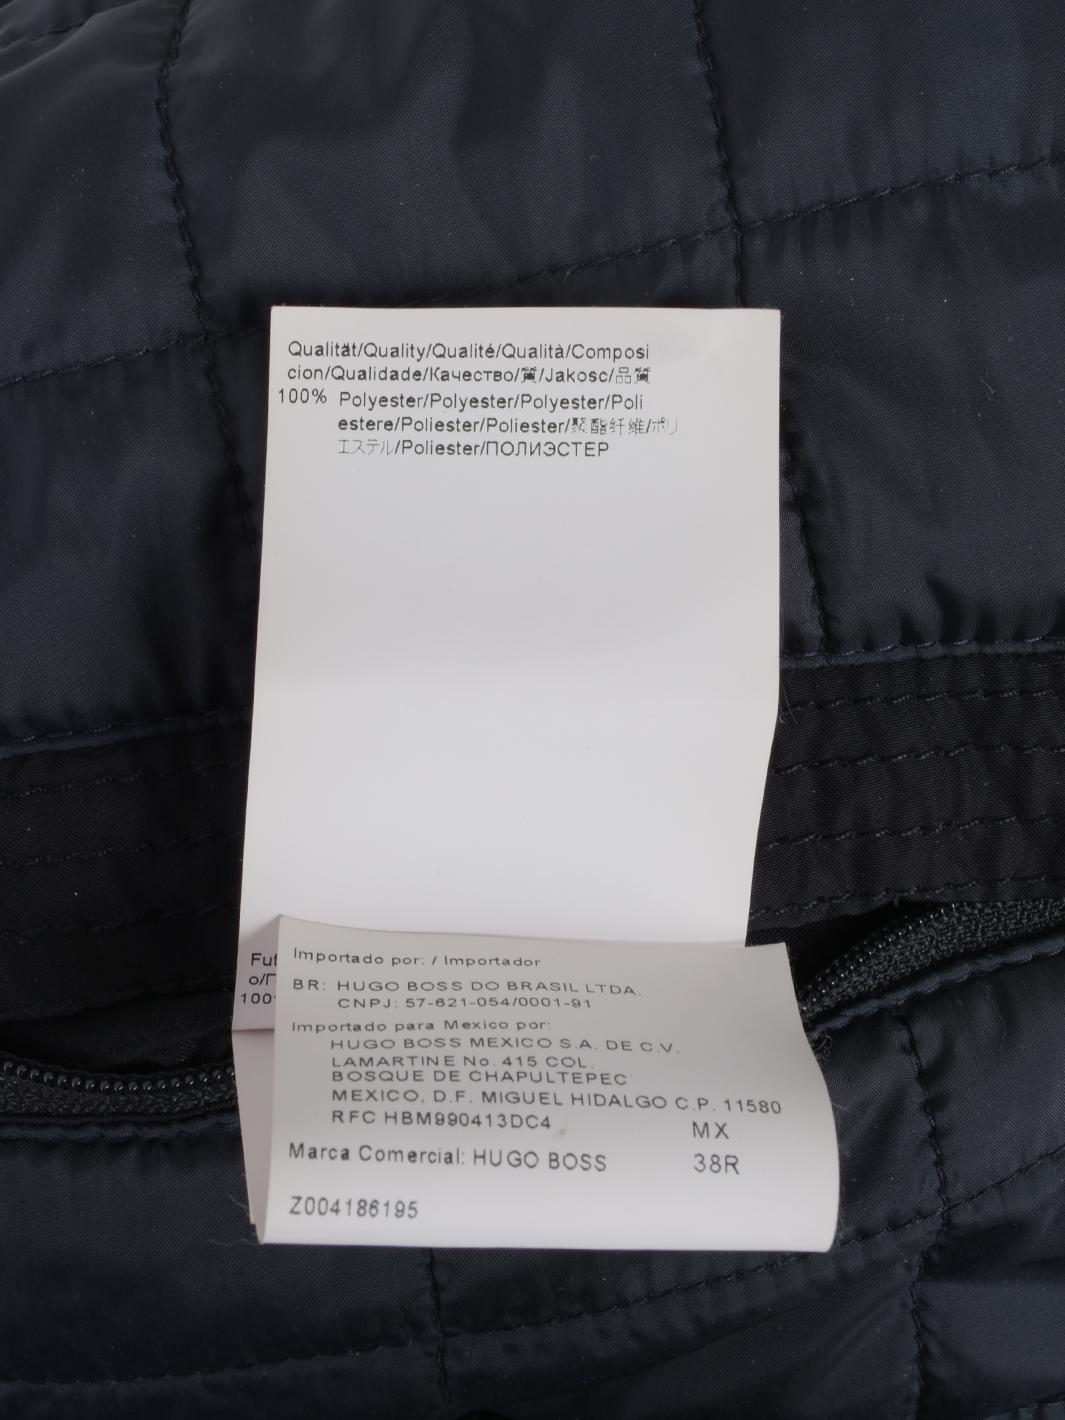 Qualität/Quality/Qualité/Qualità/Composi
cion/Qualidade/Качество/質/Jakosc/品質
100% Polyester/Polyester/Polyester/Poli
estere/Poliester/Poliester/聚酯纤维/ポリ
エステル/Poliester/ПОЛИЭСТЕР
Fut
o/П
100
Importado por: / Importador
BR: HUGO BOSS DO BRASIL LTDA.
CNPJ: 57-621-054/0001-91
Importado para Mexico por:
HUGO BOSS MEXICO S.A. DE C.V.
LAMARTINE No. 415 COL.
BOSQUE DE CHAPULTEPEC
MEXICO, D.F. MIGUEL HIDALGO C.P. 11580
RFC HBM990413DC4
MX
Marca Comercial: HUGO BOSS 38R
Z004186195